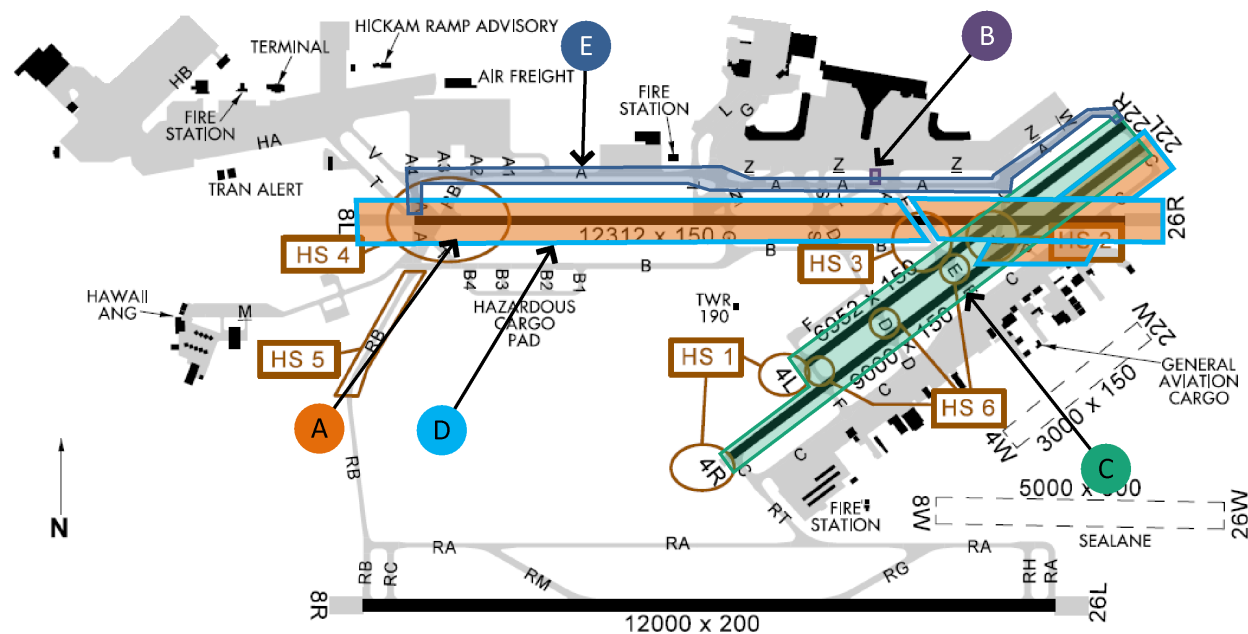 HICKAM RAMP ADVISORY
E
B
TERMINAL
HB
AIR FREIGHT
FIRE
STATION
FIRE
STATION
L
G
HA
V
T
TRAN ALERT
A4
A3
A2
A1
A
Z
Z
Z
Z
A
A
A
A
W
22R
22L
C
8L
12312 x 150
26R
HS 4
A
B
B
B
D
S
G
HS 3
HS 2
E
C
B4
B3
B2
B1
HAZARDOUS
CARGO
PAD
HAWAII
ANG
M
RB
HS 5
TWR
190
F
6952 x 150
9000 x 150
D
D
C
F
HS 1
4L
4R
HS 6
22W
4W
3000 x 150
GENERAL
AVIATION
CARGO
A
D
C
C
C
N
RB
RT
FIRE
STATION
5000 x 300
8W
26W
SEALANE
RA
RA
RA
RB
RC
RM
RG
RH
RA
8R
26L
12000 x 200